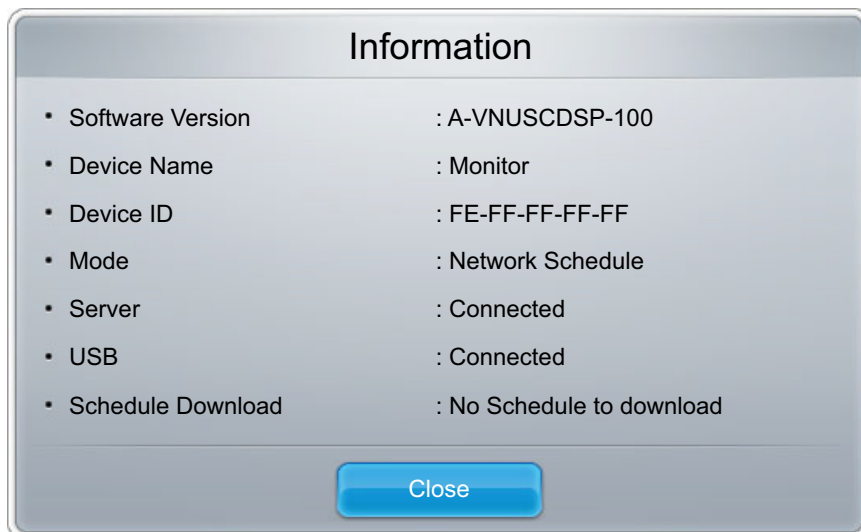 Information
• Software Version : A-VNUSCDSP-100
• Device Name : Monitor
• Device ID : FE-FF-FF-FF-FF
• Mode : Network Schedule
• Server : Connected
• USB : Connected
• Schedule Download : No Schedule to download
Close